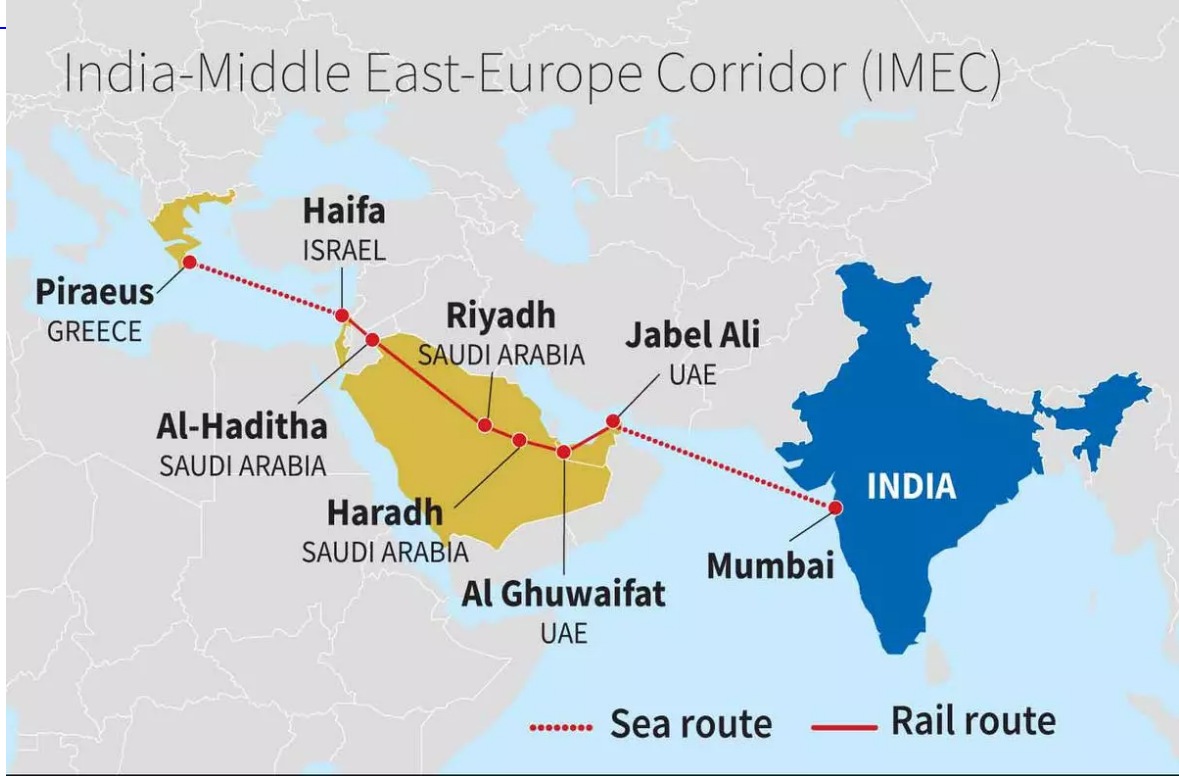 India-Middle East-Europe Corridor (IMEC)
Haifa
ISRAEL
Piraeus
GREECE
Riyadh
SAUDI ARABIA
Jabel Ali
UAE
Al-Haditha
SAUDI ARABIA
INDIA
Haradh
SAUDI ARABIA
Mumbai
Al Ghuwaifat
UAE
Sea route
Rail route